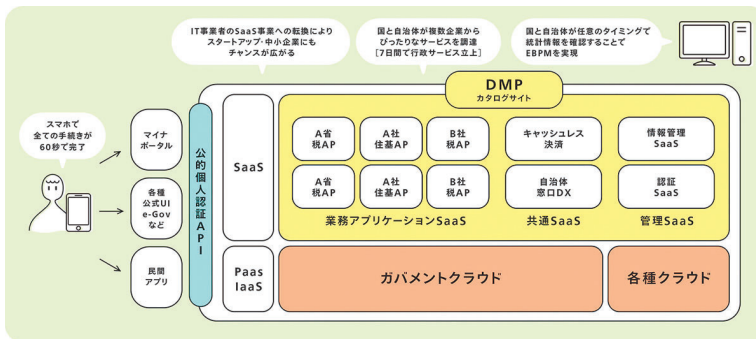 IT事業者のSaaS事業への転換により
スタートアップ・中小企業にも
チャンスが広がる
国と自治体が複数企業から
ぴったりなサービスを調達
[7日間で行政サービス立上]
国と自治体が任意のタイミングで
統計情報を確認することで
EBPMを実現
DMP
カタログサイト
スマホで
全ての手続きが
60秒で完了
マイナ
ポータル
各種
公式UI
e-Gov
など
民間
アプリ
公的個人認証API
SaaS
A省
税AP
A社
住基AP
B社
税AP
キャッシュレス
決済
情報管理
SaaS
A省
税AP
A社
住基AP
B社
税AP
自治体
窓口DX
認証
SaaS
業務アプリケーションSaaS
共通SaaS
管理SaaS
Paas
IaaS
ガバメントクラウド
各種クラウド